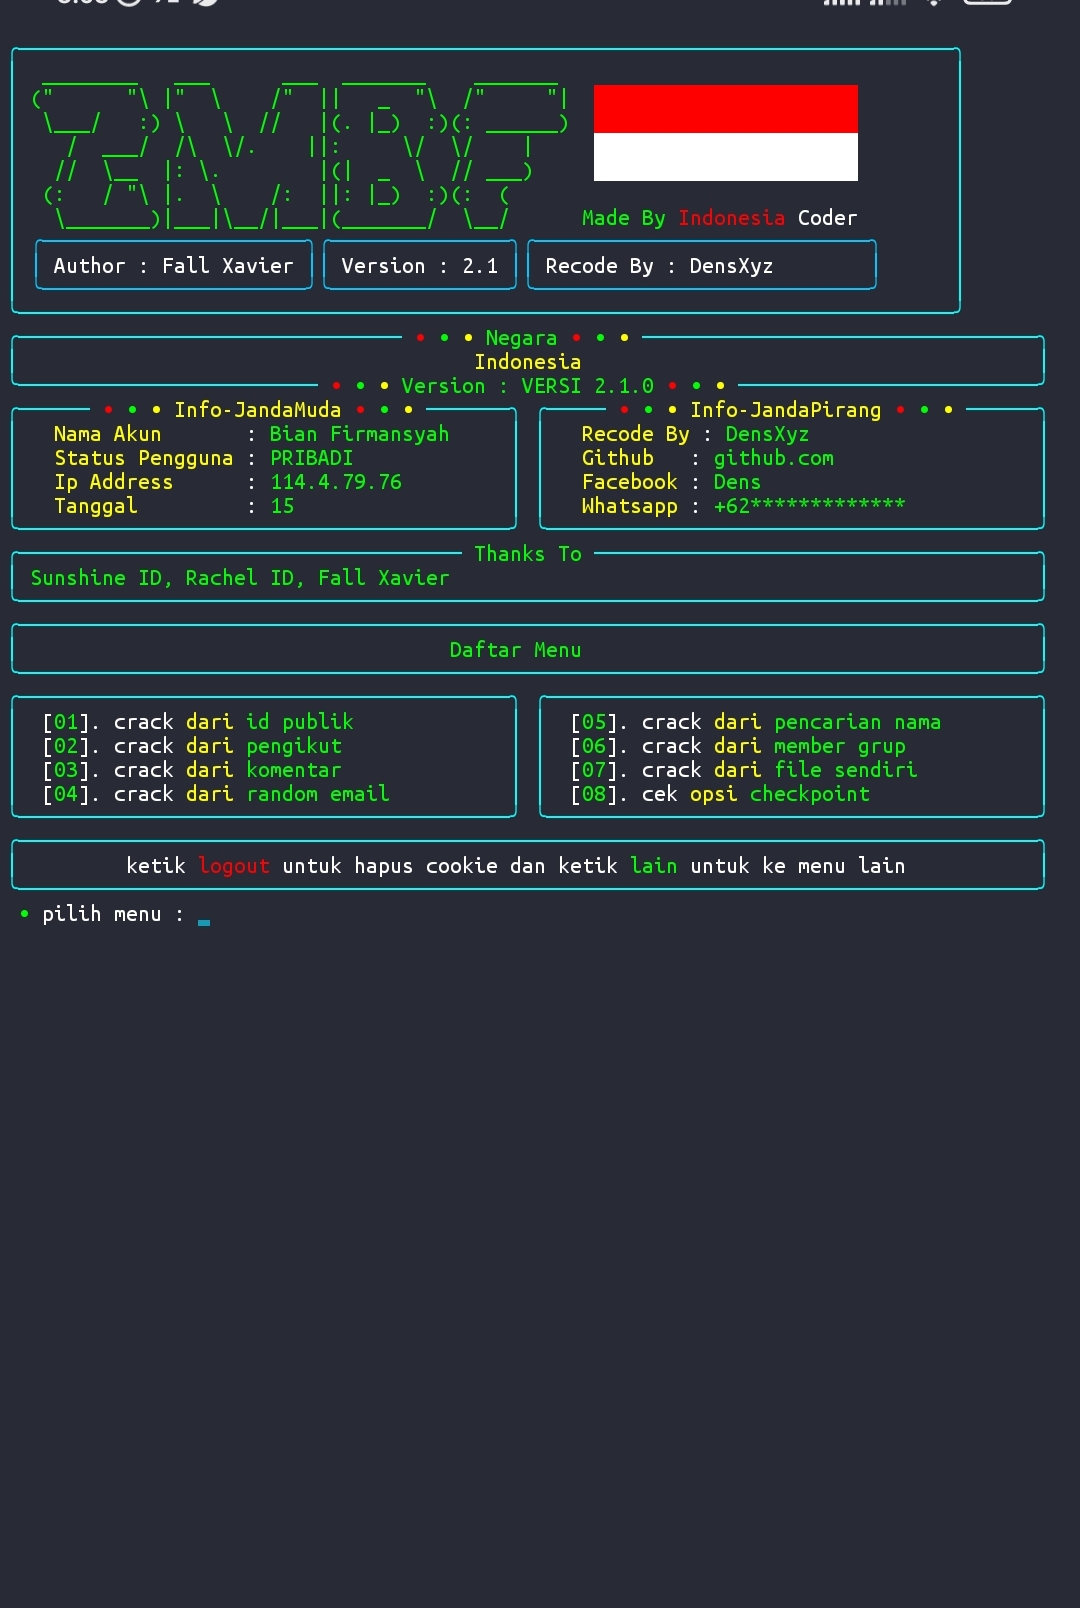 Made By Indonesia Coder
Author : Fall Xavier
Version : 2.1
Recode By : DensXyz
• • • Negara • • •
Indonesia
• • • Version : VERSI 2.1.0 • • •
• • • Info-JandaMuda • • •
Nama Akun : Bian Firmansyah
Status Pengguna : PRIBADI
Ip Address : 114.4.79.76
Tanggal : 15
• • • Info-JandaPirang • • •
Recode By : DensXyz
Github : github.com
Facebook : Dens
Whatsapp : +62*************
Thanks To
Sunshine ID, Rachel ID, Fall Xavier
Daftar Menu
[01]. crack dari id publik
[02]. crack dari pengikut
[03]. crack dari komentar
[04]. crack dari random email
[05]. crack dari pencarian nama
[06]. crack dari member grup
[07]. crack dari file sendiri
[08]. cek opsi checkpoint
ketik logout untuk hapus cookie dan ketik lain untuk ke menu lain
• pilih menu :